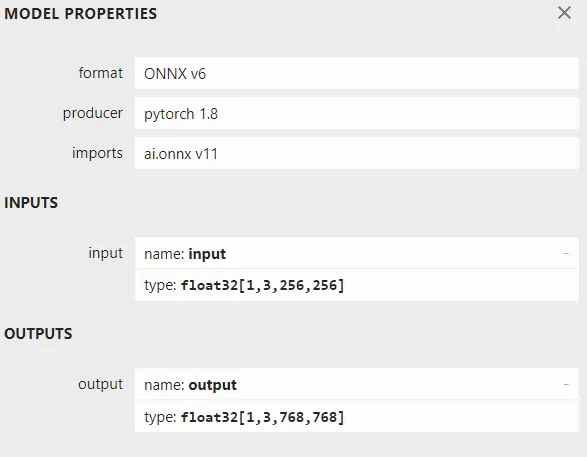 MODEL PROPERTIES
format ONNX v6
producer pytorch 1.8
imports ai.onnx v11
INPUTS
input name: input -
type: float32[1,3,256,256]
OUTPUTS
output name: output -
type: float32[1,3,768,768]